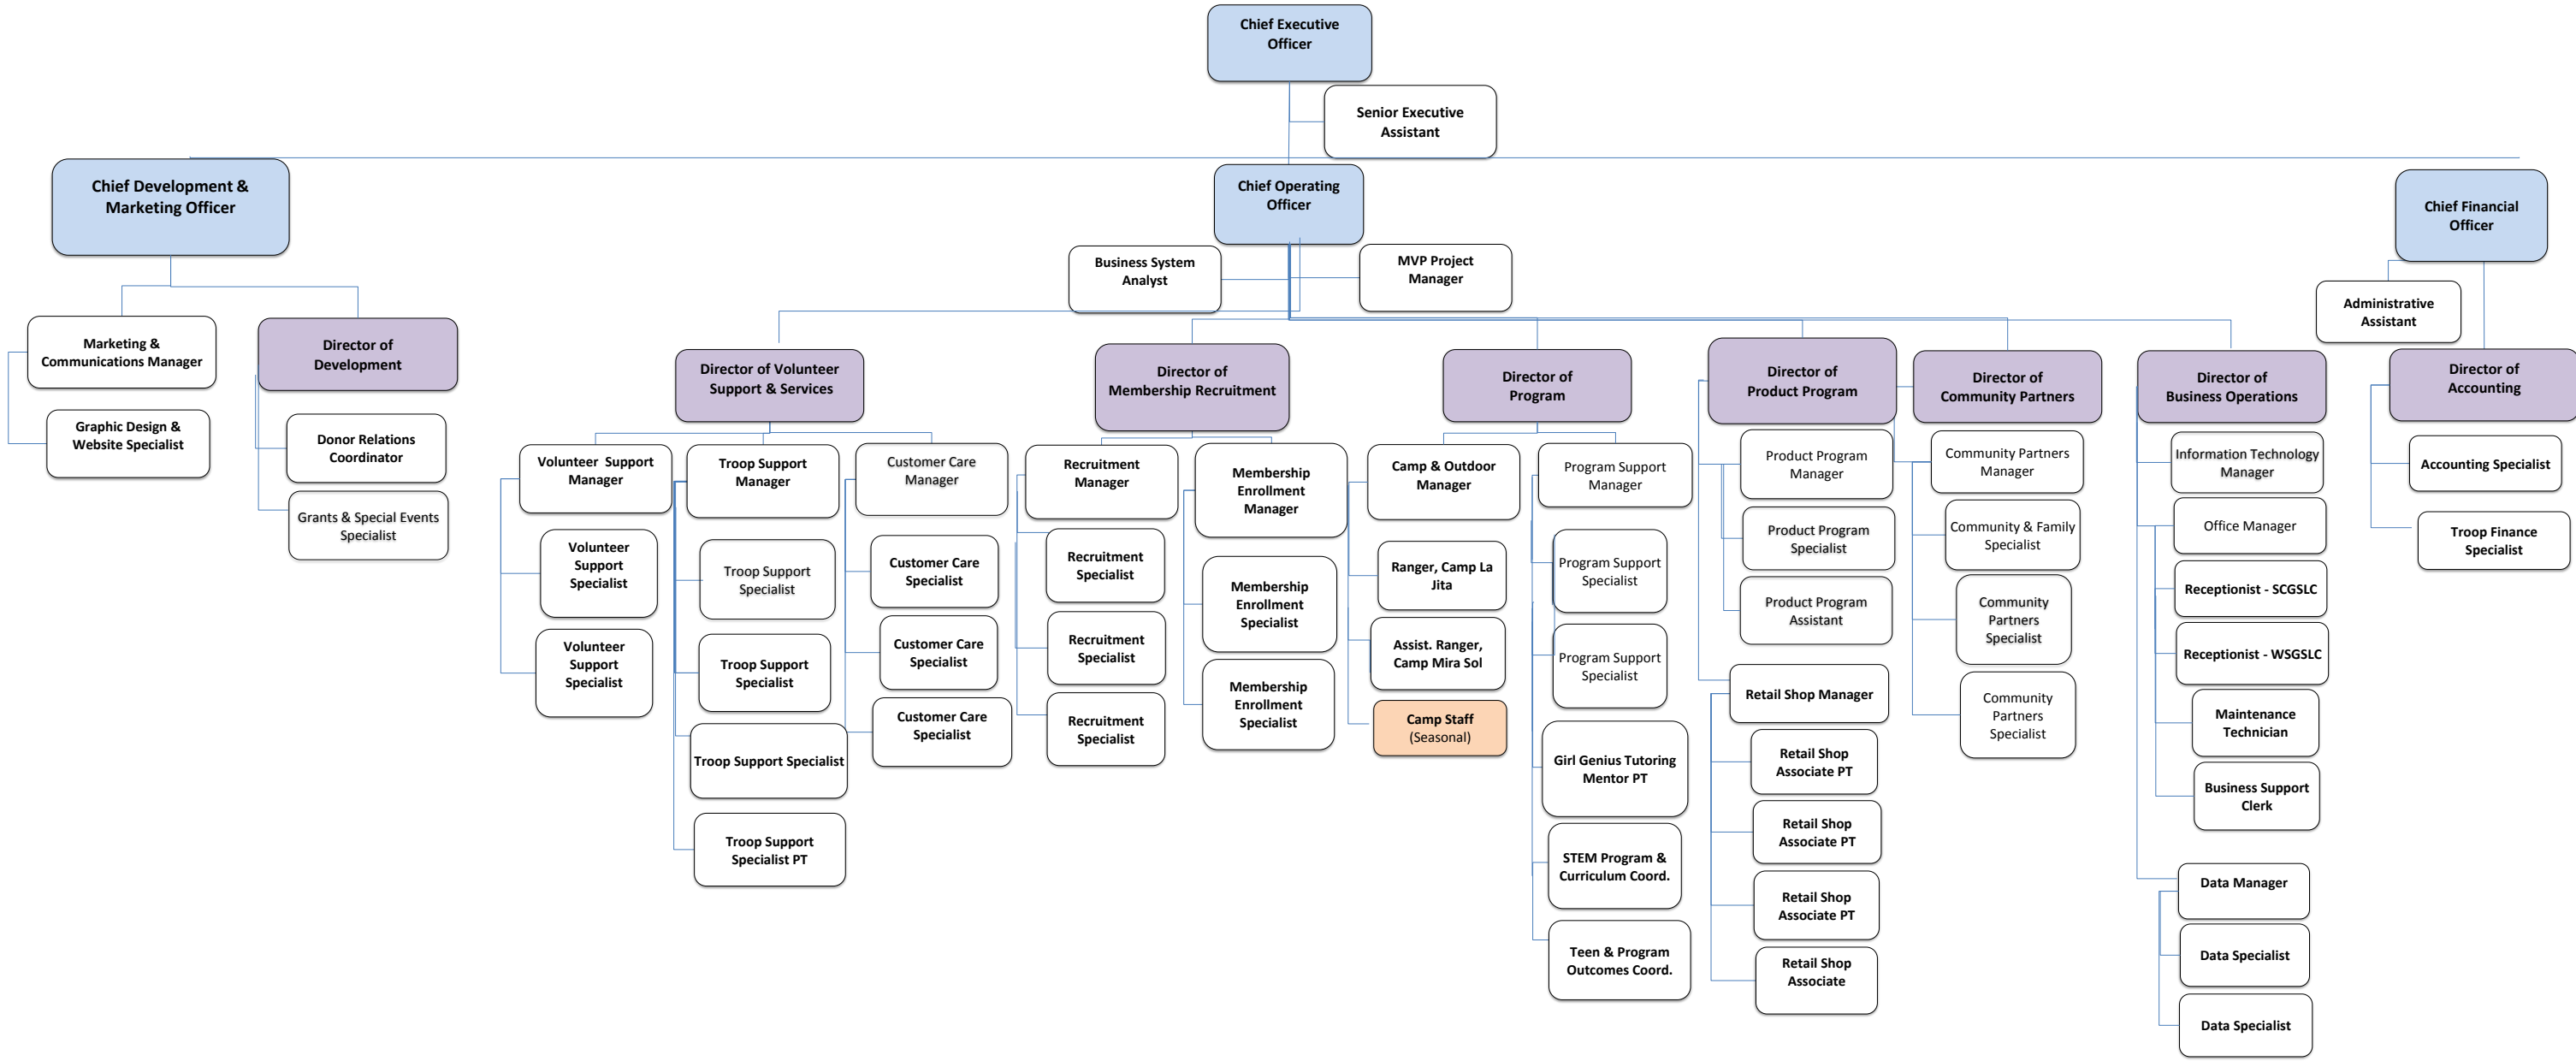 Chief Executive
Officer
Senior Executive
Assistant
Chief Development &
Marketing Officer
Chief Operating
Officer
Chief Financial
Officer
Business System
Analyst
MVP Project
Manager
Administrative
Assistant
Marketing &
Communications Manager
Graphic Design &
Website Specialist
Director of
Development
Donor Relations
Coordinator
Grants & Special Events
Specialist
Director of Volunteer
Support & Services
Volunteer Support
Manager
Volunteer
Support
Specialist
Volunteer
Support
Specialist
Troop Support
Manager
Troop Support
Specialist
Troop Support
Specialist
Troop Support Specialist
Troop Support
Specialist PT
Customer Care
Manager
Customer Care
Specialist
Customer Care
Specialist
Customer Care
Specialist
Director of
Membership Recruitment
Recruitment
Manager
Recruitment
Specialist
Recruitment
Specialist
Recruitment
Specialist
Membership
Enrollment
Manager
Membership
Enrollment
Specialist
Membership
Enrollment
Specialist
Director of
Program
Camp & Outdoor
Manager
Ranger, Camp La
Jita
Assist. Ranger,
Camp Mira Sol
Camp Staff
(Seasonal)
Program Support
Manager
Program Support
Specialist
Program Support
Specialist
Girl Genius Tutoring
Mentor PT
STEM Program &
Curriculum Coord.
Teen & Program
Outcomes Coord.
Director of
Product Program
Product Program
Manager
Product Program
Specialist
Product Program
Assistant
Retail Shop Manager
Retail Shop
Associate PT
Retail Shop
Associate PT
Retail Shop
Associate PT
Retail Shop
Associate
Director of
Community Partners
Community Partners
Manager
Community & Family
Specialist
Community
Partners
Specialist
Community
Partners
Specialist
Director of
Business Operations
Information Technology
Manager
Office Manager
Receptionist - SCGSLC
Receptionist - WSGSLC
Maintenance
Technician
Business Support
Clerk
Data Manager
Data Specialist
Data Specialist
Director of
Accounting
Accounting Specialist
Troop Finance
Specialist